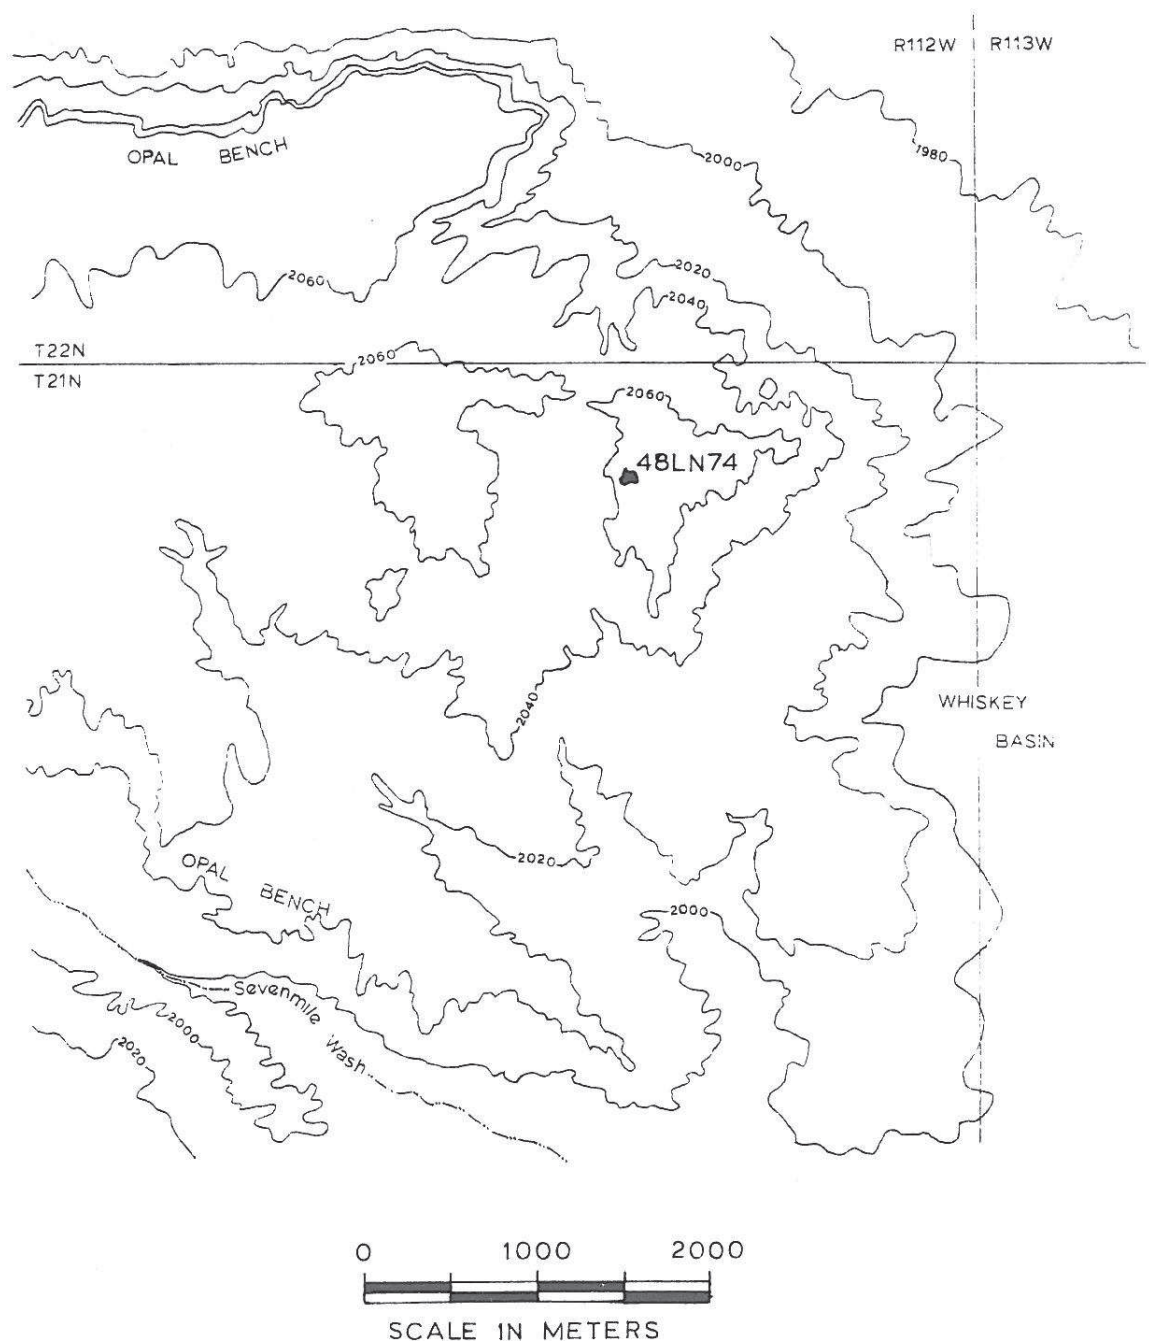 R112W
R113W
2000
1980
OPAL BENCH
2060
2020
2040
T22N
T21N
2060
2060
48LN74
2040
WHISKEY
BASIN
2020
OPAL BENCH
2000
Sevenmile Wash
2000
2020
0 1000 2000
SCALE IN METERS